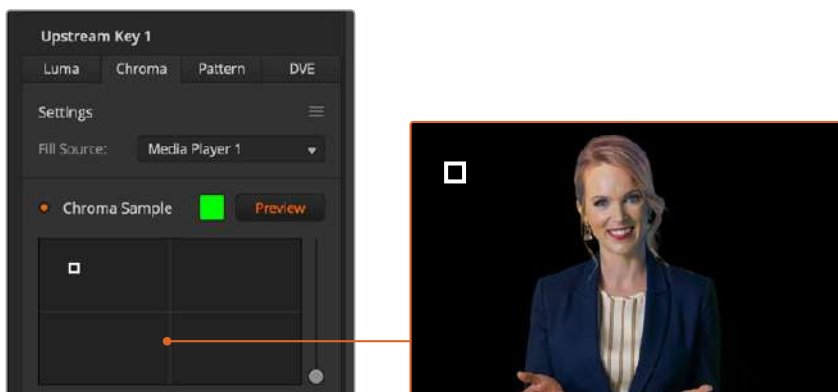 Upstream Key 1
Luma Chroma Pattern DVE
Settings
Fill Source: Media Player 1
Chroma Sample Preview